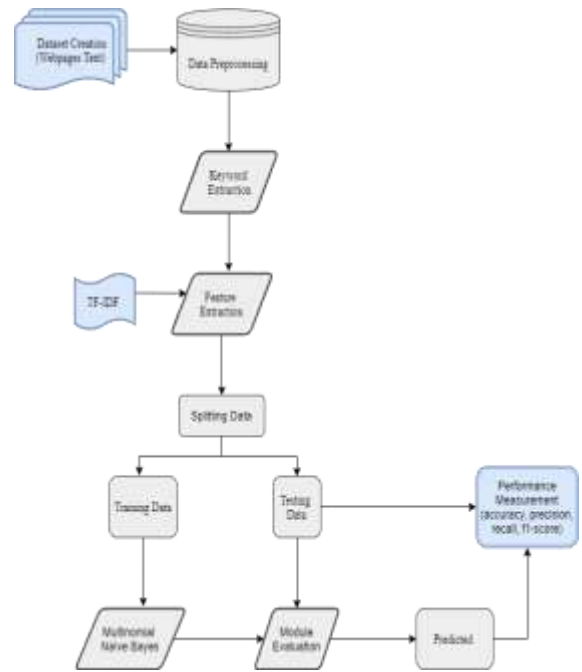 Dataset Creation
(Webpages Text)
Data Preprocessing
Keyword
Extraction
TF-IDF
Feature
Extraction
Splitting Data
Training Data
Testing
Data
Performance
Measurement
(accuracy, precision,
recall, f1-score)
Multinomial
Naive Bayes
Module
Evaluation
Predicted